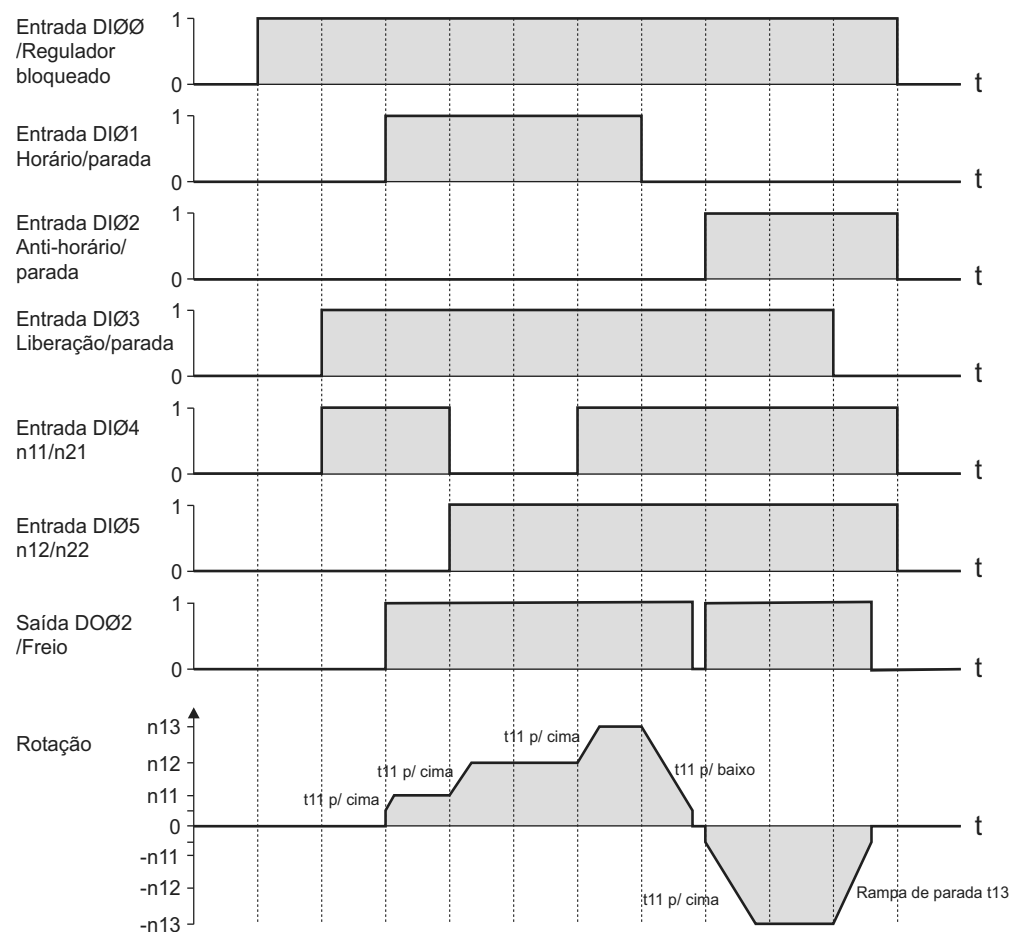 Entrada DIØØ
/Regulador
bloqueado
1
0
t
Entrada DIØ1
Horário/parada
1
0
t
Entrada DIØ2
Anti-horário/
parada
1
0
t
Entrada DIØ3
Liberação/parada
1
0
t
Entrada DIØ4
n11/n21
1
0
t
Entrada DIØ5
n12/n22
1
0
t
Saída DOØ2
/Freio
1
0
t
Rotação
n13
n12
n11
0
-n11
-n12
-n13
t11 p/ cima
t11 p/ cima
t11 p/ cima
t11 p/ baixo
t
t11 p/ cima
Rampa de parada t13